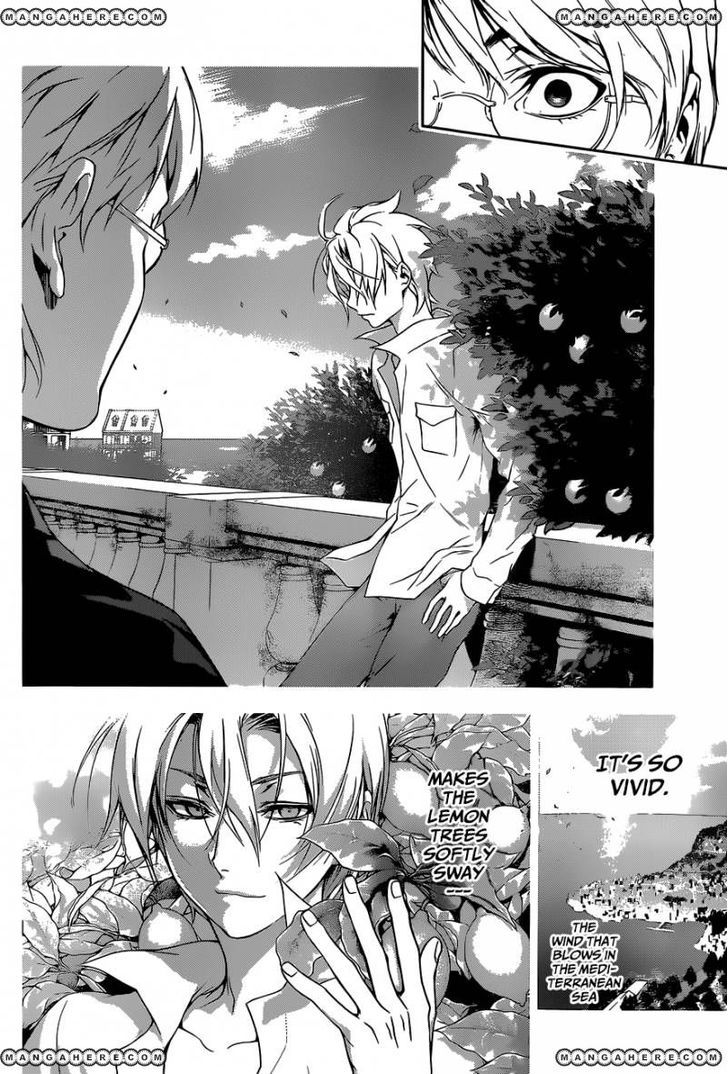 MANGAHERE.COM
MANGAHERE.COM
IT'S SO
VIVID.
THE
WIND THAT
BLOWS IN
THE MEDI-
TERRANEAN
SEA
MAKES
THE
LEMON
TREES
SOFTLY
SWAY
---
MANGAHERE.COM
MANGAHERE.COM